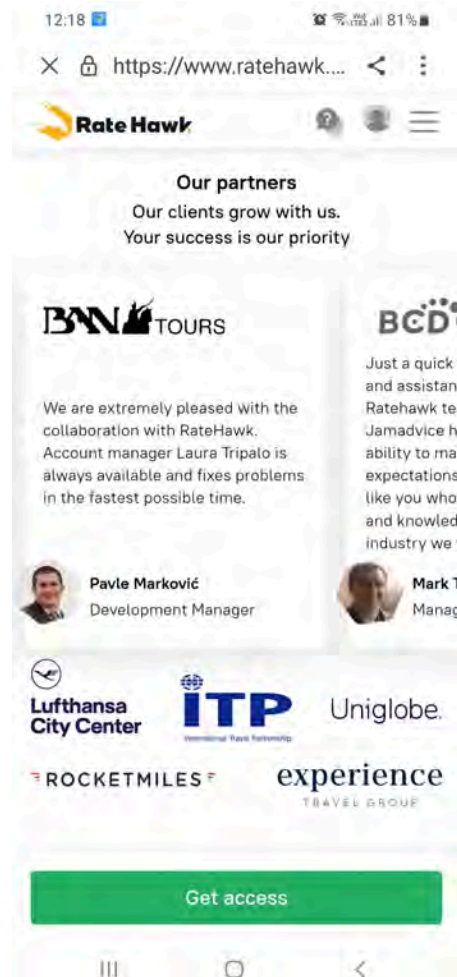 12:18
81%
https://www.ratehawk....
Rate Hawk
Our partners
Our clients grow with us.
Your success is our priority
BAN TOURS
We are extremely pleased with the
collaboration with RateHawk.
Account manager Laura Tripalo is
always available and fixes problems
in the fastest possible time.
Pavle Marković
Development Manager
BCD
Just a quick
and assistan
Ratehawk te
Jamadvice h
ability to ma
expectations
like you who
and knowled
industry we
Mark T
Manag
Lufthansa
City Center
ITP
International Travel Partnership
Uniglobe.
ROCKETMILES
experience
TRAVEL GROUP
Get access